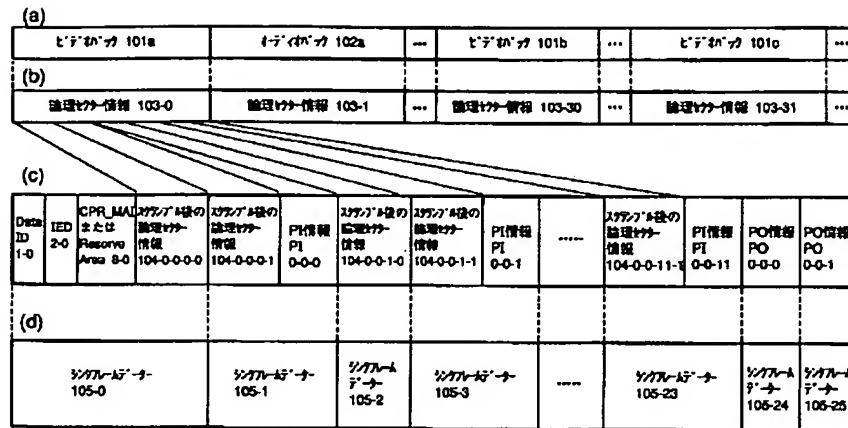 (a)
ビデオパック 101a
オーディオパック 102a
...
ビデオパック 101b
...
ビデオパック 101c
...
(b)
論理セクター情報 103-0
論理セクター情報 103-1
...
論理セクター情報 103-30
...
論理セクター情報 103-31
...
(c)
Data
ID
1-0
IED
2-0
CPR_MAI
または
Reserve
Area 8-0
スクランブル後の
論理セクター
情報
104-0-0-0-0
スクランブル後の
論理セクター
情報
104-0-0-0-1
PI情報
PI
0-0-0
スクランブル後の
論理セクター
情報
104-0-0-1-0
スクランブル後の
論理セクター
情報
104-0-0-1-1
PI情報
PI
0-0-1
.....
スクランブル後の
論理セクター
情報
104-0-0-11-1
PI情報
PI
0-0-11
PO情報
PO
0-0-0
PO情報
PO
0-0-1
(d)
シンクフレームデーター
105-0
シンクフレームデーター
105-1
シンクフレーム
データー
105-2
シンクフレームデーター
105-3
.....
シンクフレームデーター
105-23
シンクフレーム
データー
105-24
シンクフレーム
データー
105-25